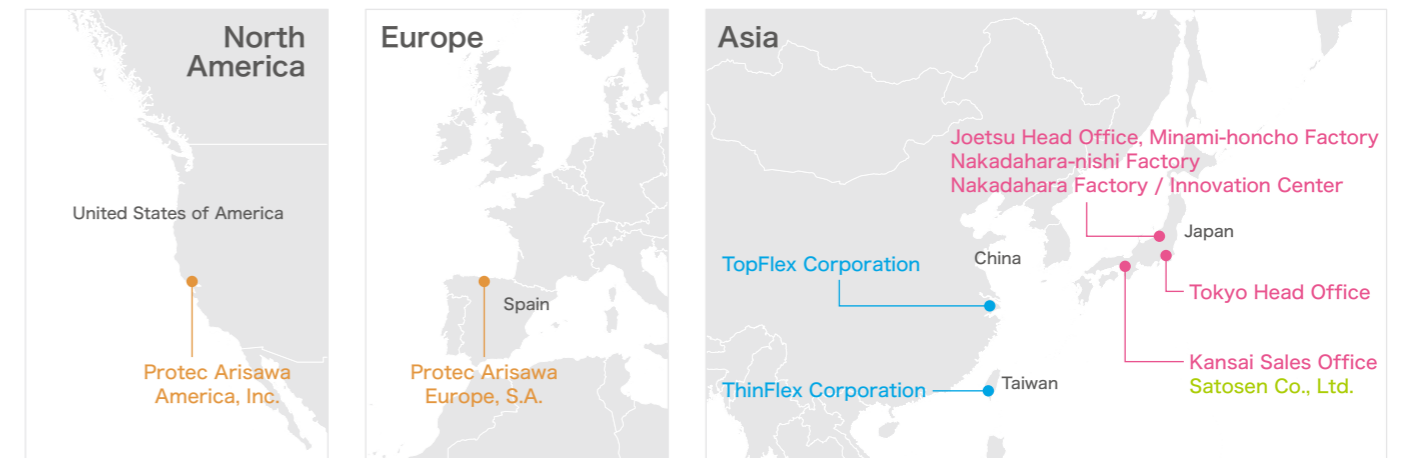 North
America
United States of America
Protec Arisawa
America, Inc.
Europe
Spain
Protec Arisawa
Europe, S.A.
Asia
Joetsu Head Office, Minami-honcho Factory
Nakadahara-nishi Factory
Nakadahara Factory / Innovation Center
Japan
China
TopFlex Corporation
Tokyo Head Office
Kansai Sales Office
Satosen Co., Ltd.
ThinFlex Corporation
Taiwan